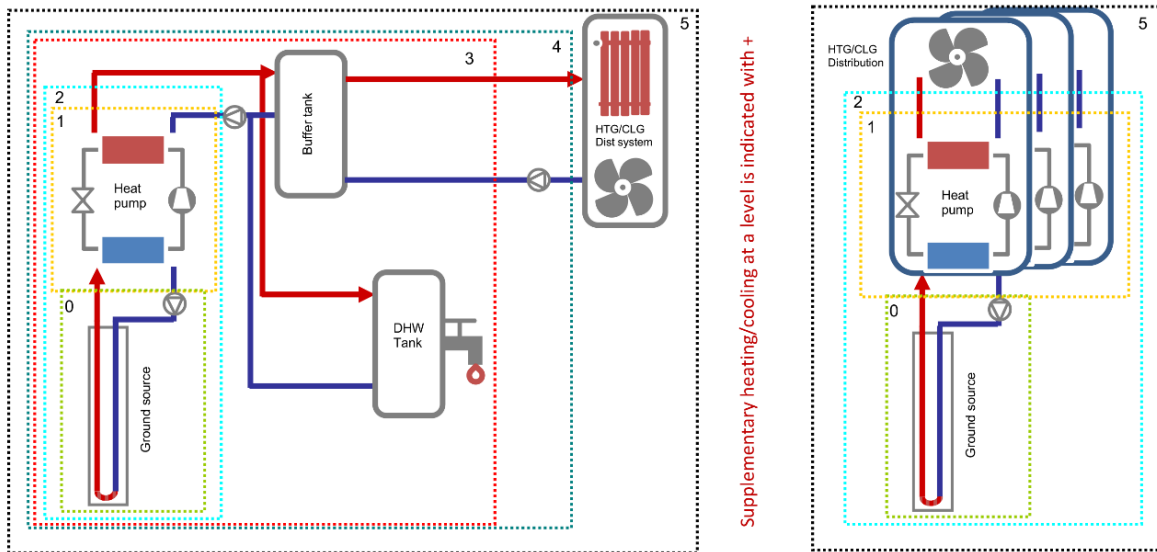 5
4
3
2
1
0
Heat
pump
Buffer tank
HTG/CLG
Dist system
DHW
Tank
Ground source
Supplementary heating/cooling at a level is indicated with +
5
HTG/CLG
Distribution
2
1
Heat
pump
0
Ground source